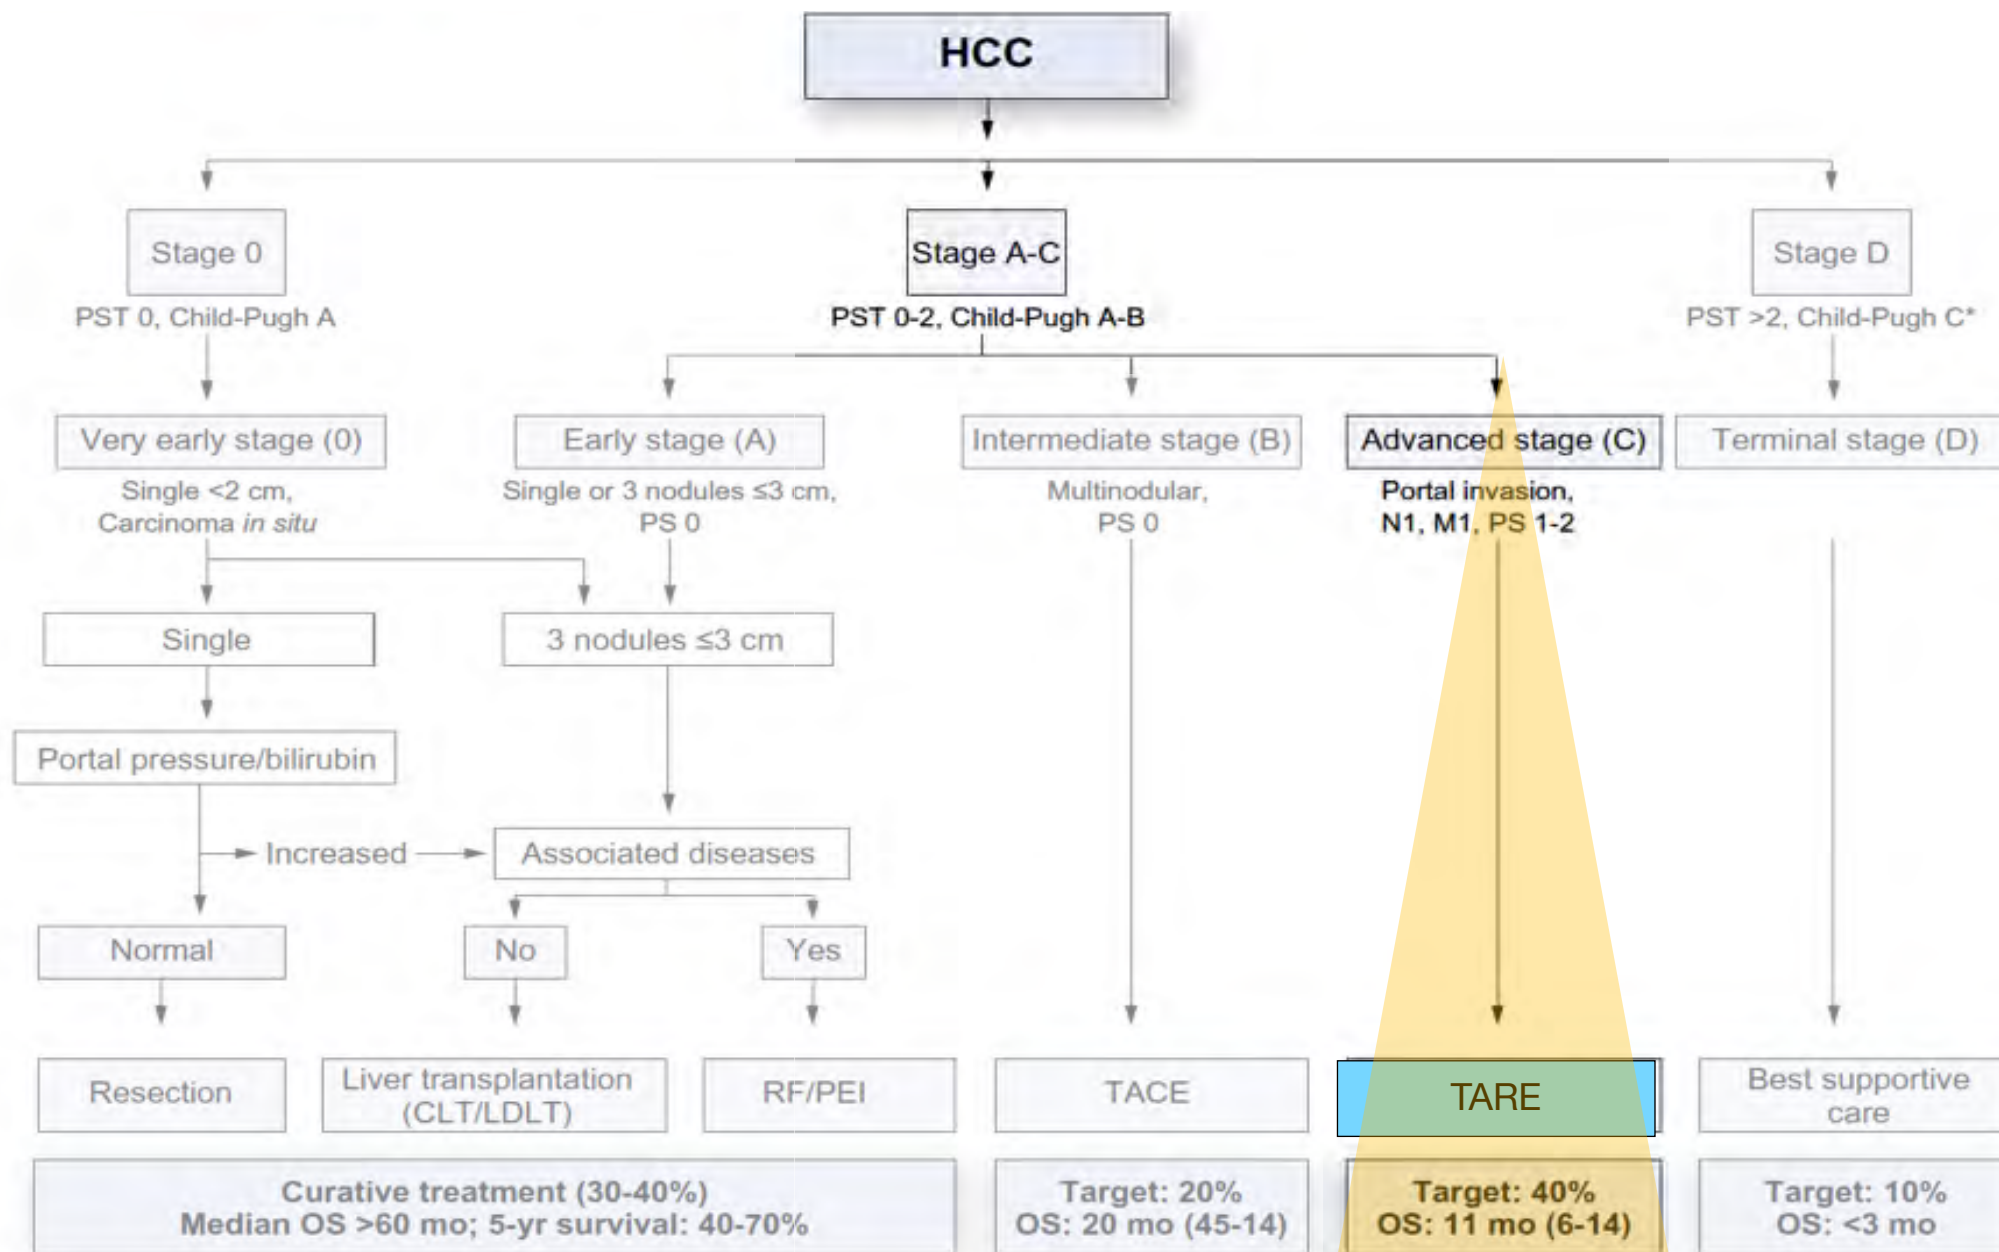 HCC
Stage 0
Stage A-C
Stage D
PST 0, Child-Pugh A
PST 0-2, Child-Pugh A-B
PST >2, Child-Pugh C*
Very early stage (0)
Early stage (A)
Intermediate stage (B)
Advanced stage (C)
Terminal stage (D)
Single <2 cm,
Carcinoma in situ
Single or 3 nodules ≤3 cm,
PS 0
Multinodular,
PS 0
Portal invasion,
N1, M1, PS 1-2
Single
3 nodules ≤3 cm
Portal pressure/bilirubin
Increased
Associated diseases
Normal
No
Yes
Resection
Liver transplantation
(CLT/LDLT)
RF/PEI
TACE
TARE
Best supportive
care
Curative treatment (30-40%)
Median OS >60 mo; 5-yr survival: 40-70%
Target: 20%
OS: 20 mo (45-14)
Target: 40%
OS: 11 mo (6-14)
Target: 10%
OS: <3 mo